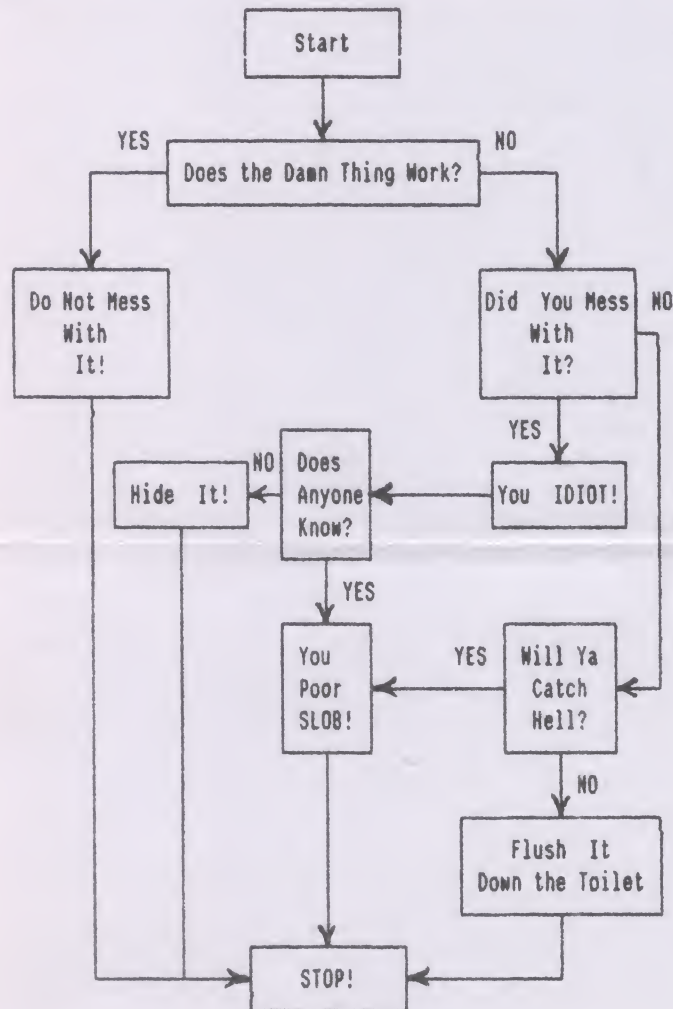 Start
YES
NO
Does the Damn Thing Work?
Do Not Mess
With
It!
Did You Mess
With
It?
NO
YES
Hide It!
NO
Does
Anyone
Know?
You IDIOT!
YES
You
Poor
SLOB!
YES
Will Ya
Catch
Hell?
NO
Flush It
Down the Toilet
STOP!